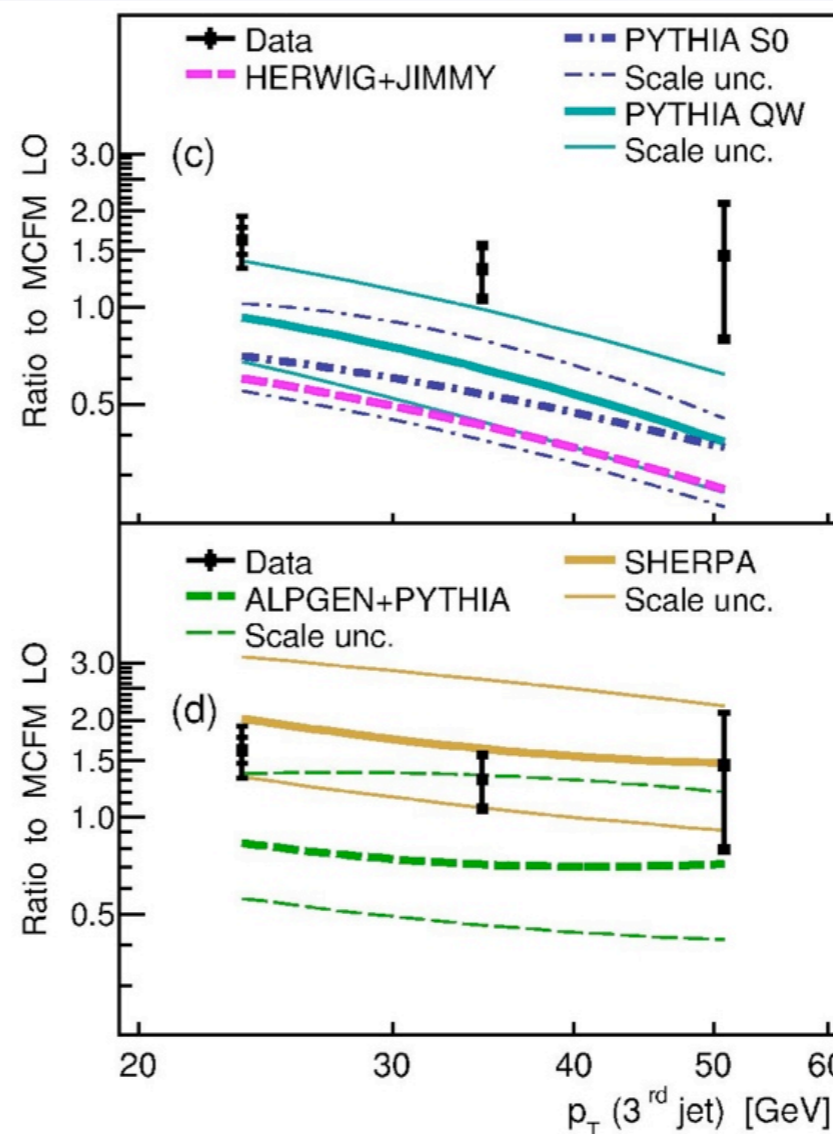 Data
HERWIG+JIMMY
PYTHIA S0
Scale unc.
PYTHIA QW
Scale unc.
(c)
Ratio to MCFM LO
3.0
2.0
1.5
1.0
0.5
Data
ALPGEN+PYTHIA
Scale unc.
SHERPA
Scale unc.
(d)
Ratio to MCFM LO
3.0
2.0
1.5
1.0
0.5
20 30 40 50 60
p_T (3rd jet) [GeV]